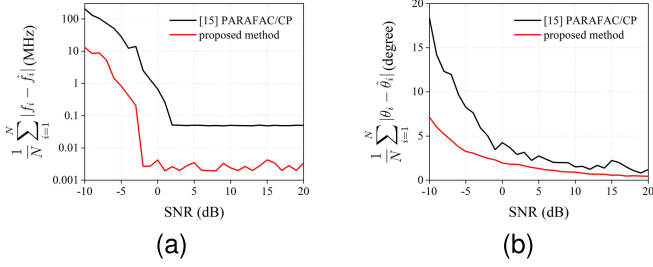 [15] PARAFAC/CP
proposed method
100
10
1
0.1
0.01
0.001
-10 -5 0 5 10 15 20
SNR (dB)
1/N ∑_{i=1}^{N} |f_i − f̂_i| (MHz)
(a)
[15] PARAFAC/CP
proposed method
20
15
10
5
0
-10 -5 0 5 10 15 20
SNR (dB)
1/N ∑_{i=1}^{N} |θ_i − θ̂_i| (degree)
(b)